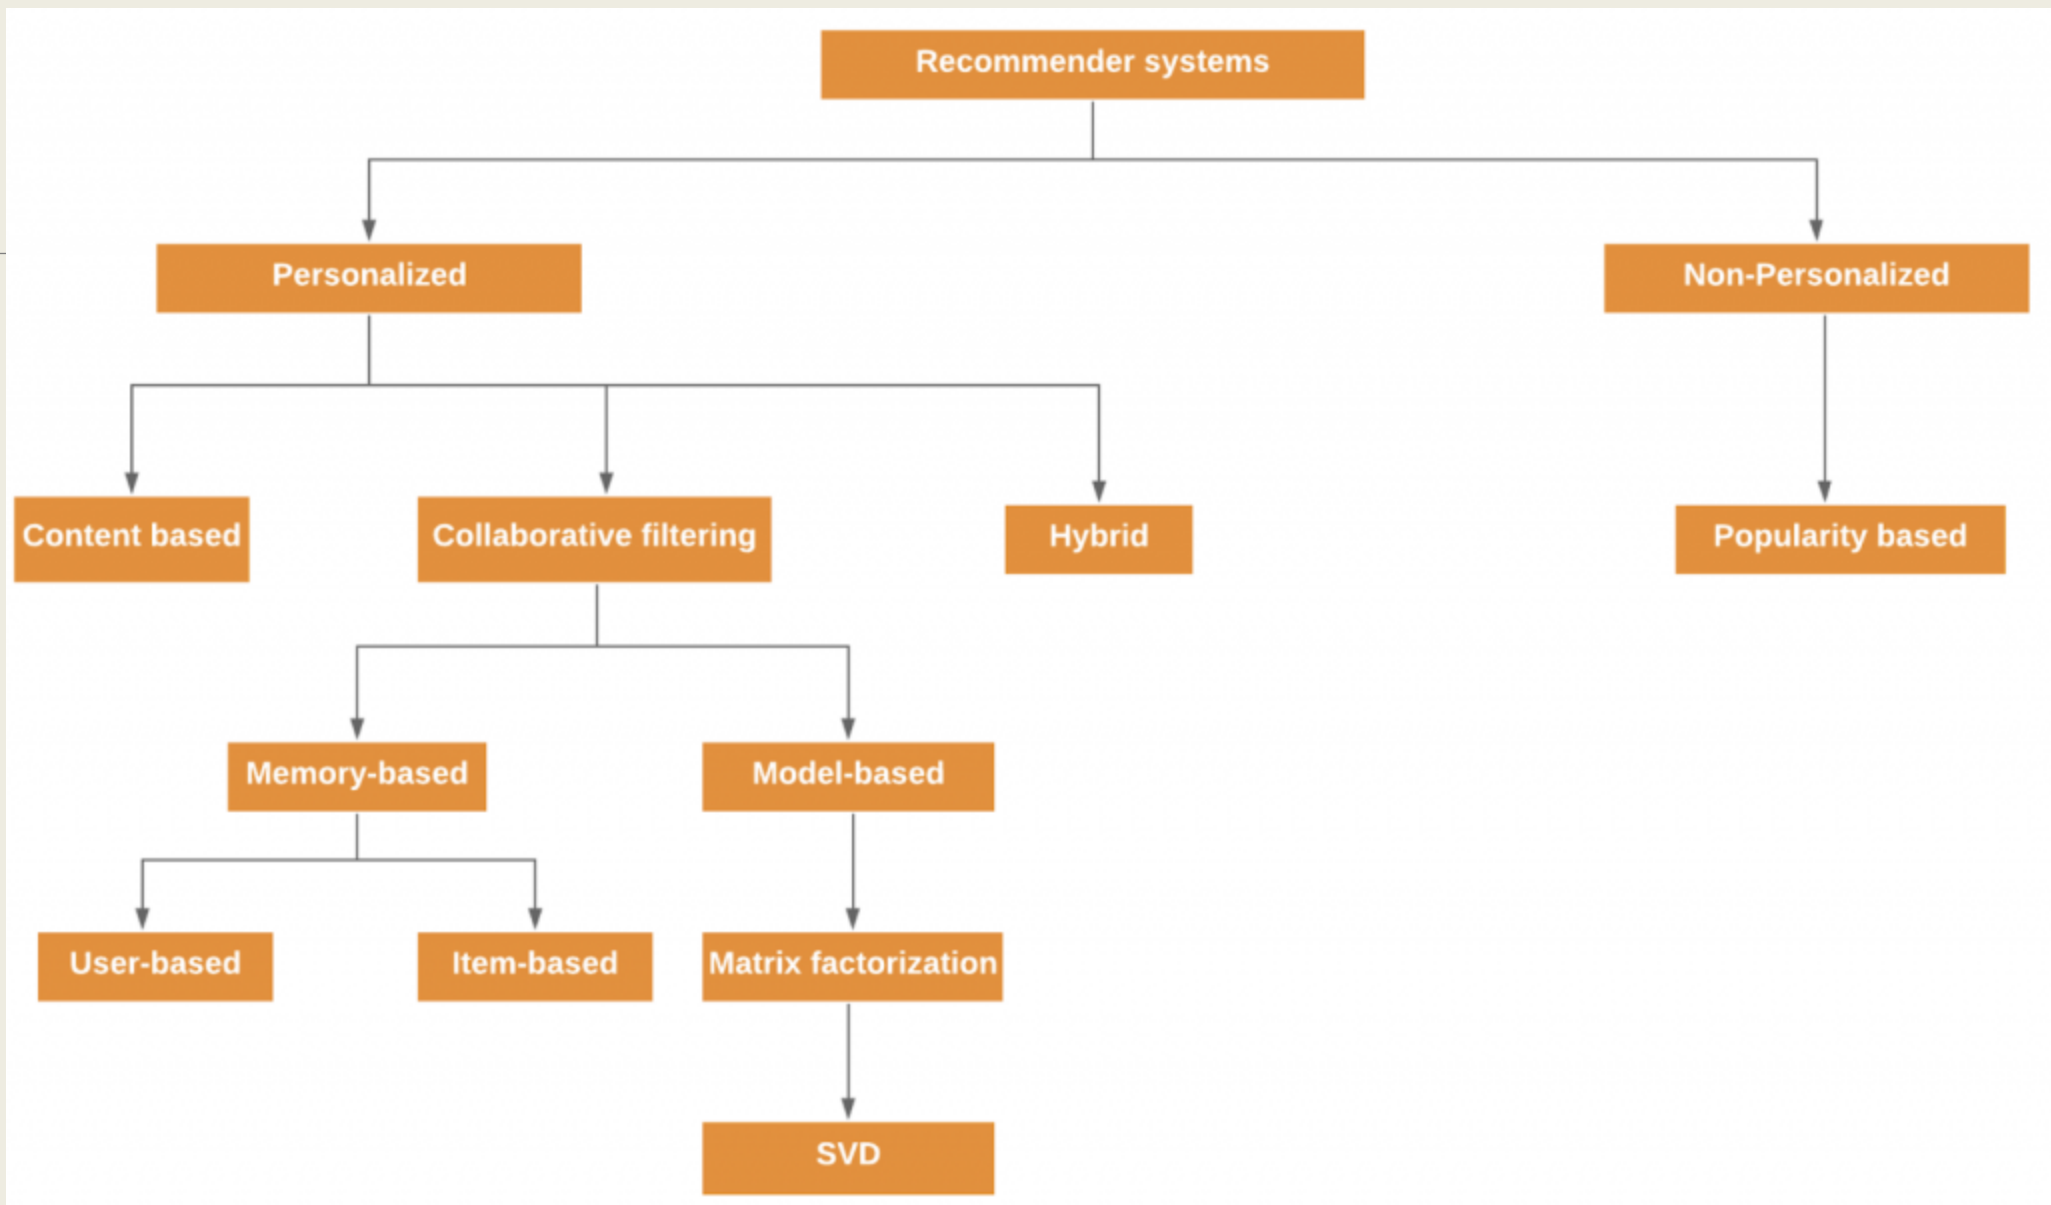 Recommender systems
Personalized
Non-Personalized
Content based
Collaborative filtering
Hybrid
Popularity based
Memory-based
Model-based
User-based
Item-based
Matrix factorization
SVD